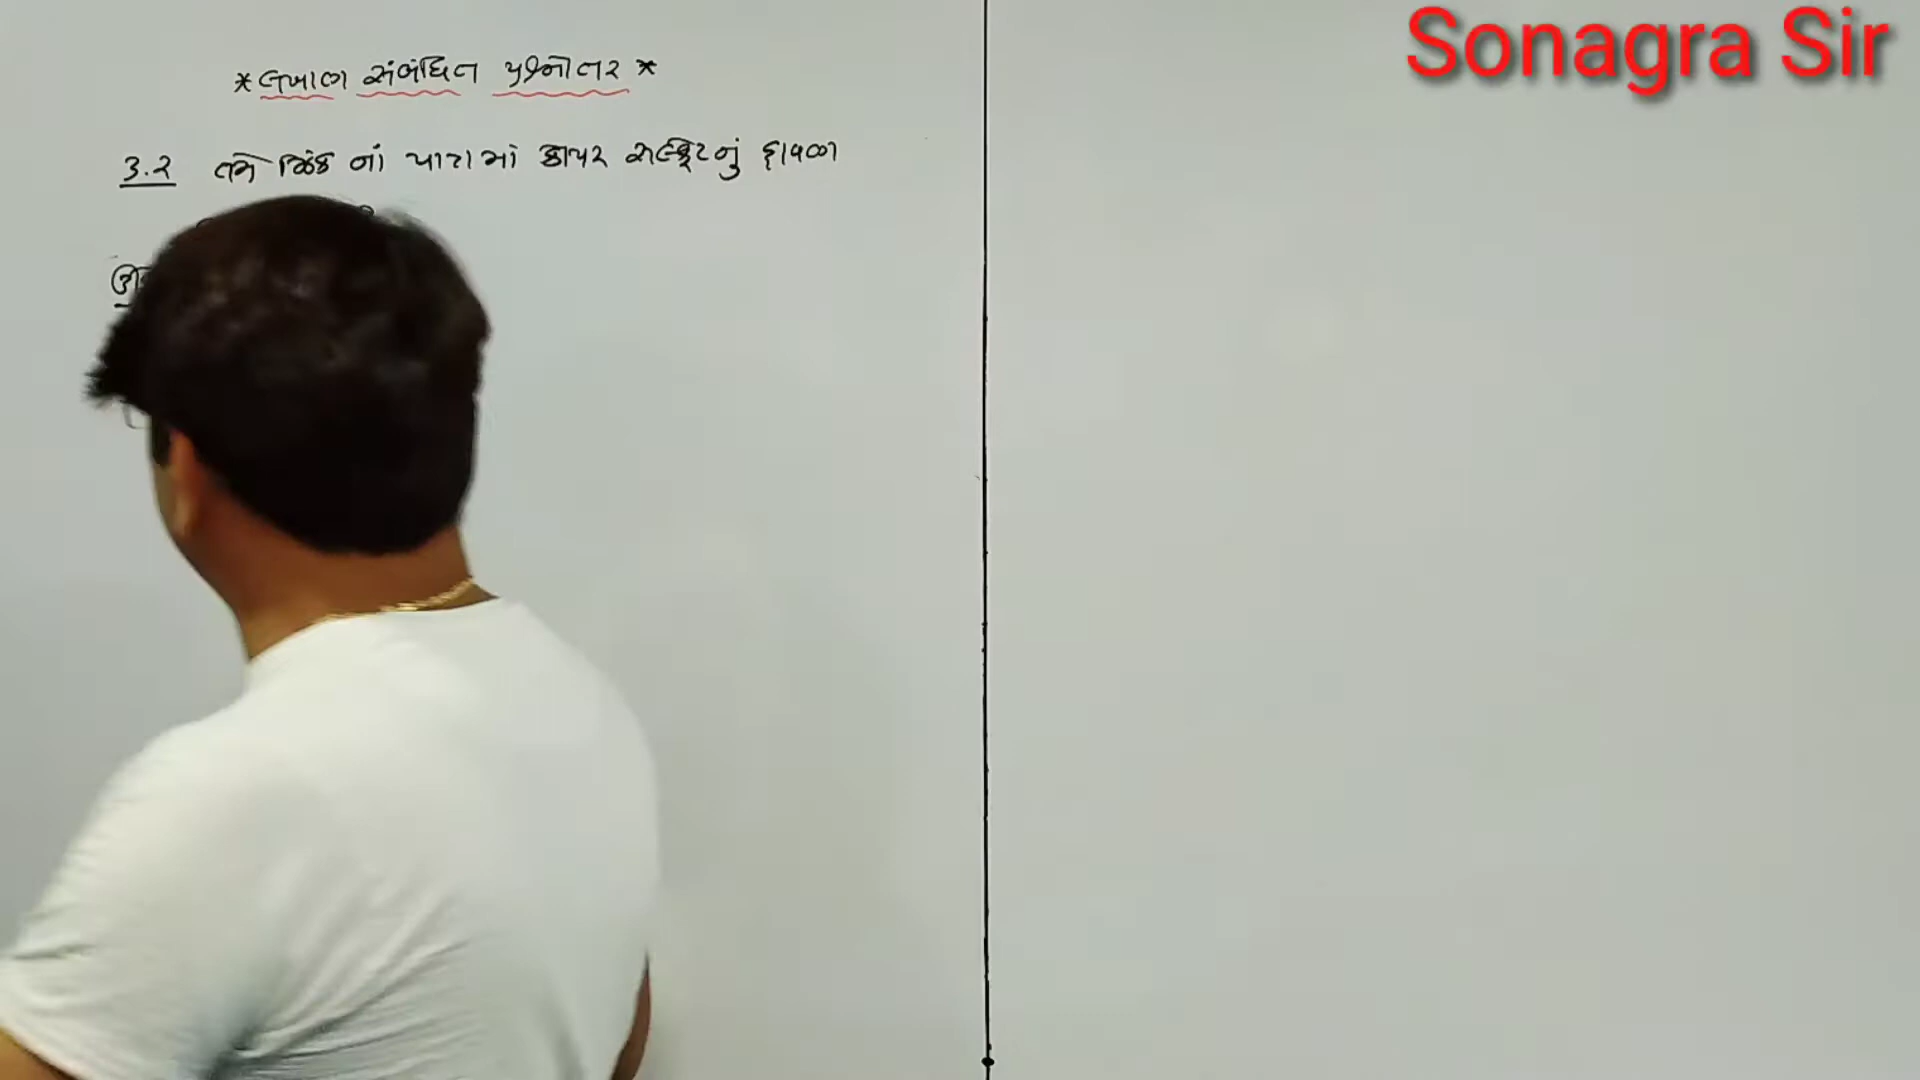 Sonagra Sir
* લખાણ સંબંધિત પ્રશ્નોતર *
3.2 તમે ઝિંક નાં પાત્રમાં કોપર સલ્ફેટનું દ્રાવણ